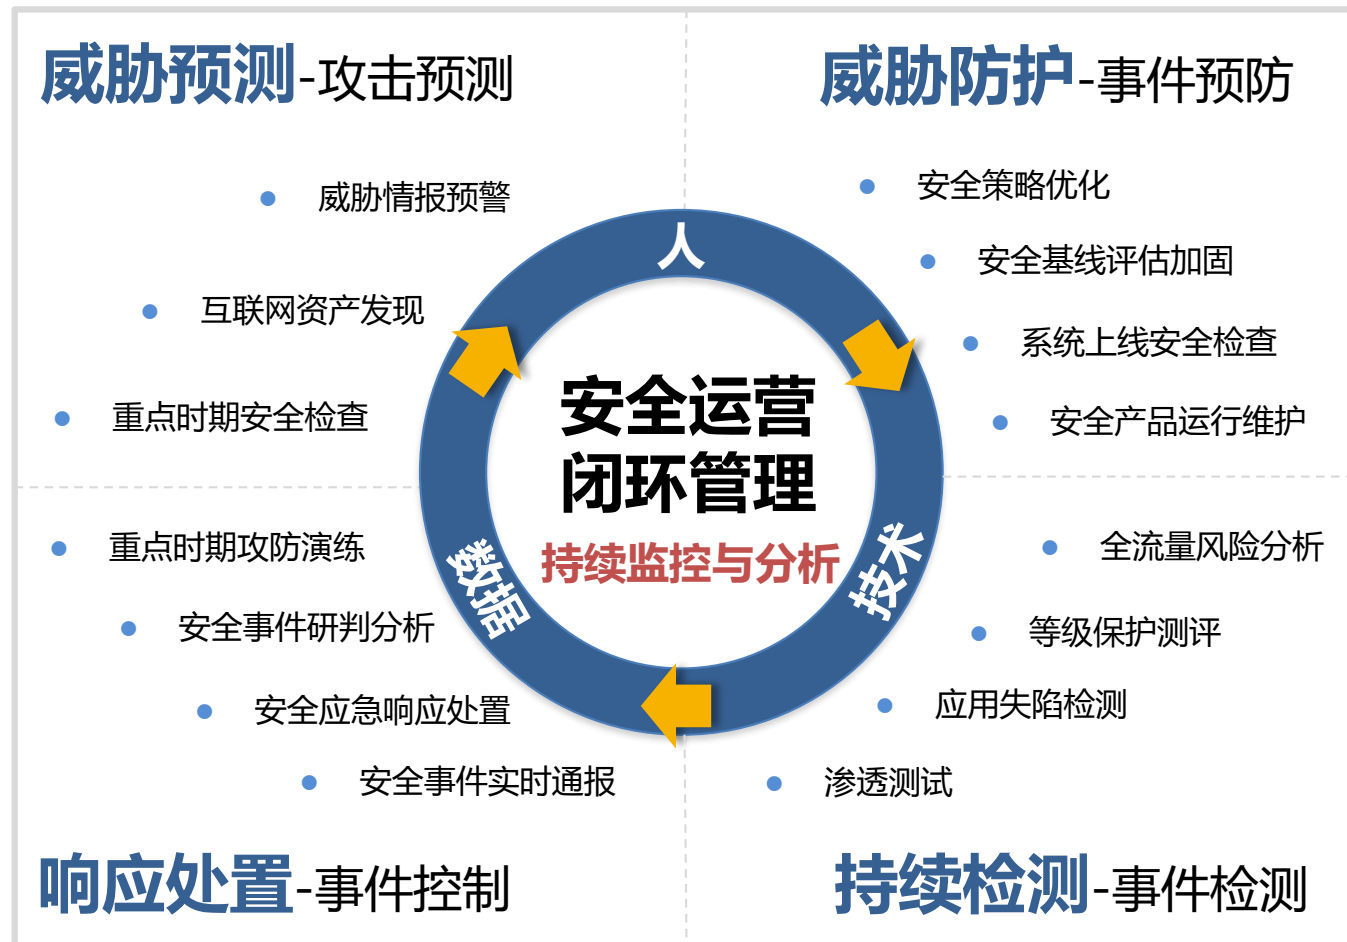 威胁预测-攻击预测
威胁情报预警
互联网资产发现
重点时期安全检查
威胁防护-事件预防
安全策略优化
安全基线评估加固
系统上线安全检查
安全产品运行维护
人
技术
数据
安全运营
闭环管理
持续监控与分析
重点时期攻防演练
安全事件研判分析
安全应急响应处置
安全事件实时通报
响应处置-事件控制
全流量风险分析
等级保护测评
应用失陷检测
渗透测试
持续检测-事件检测